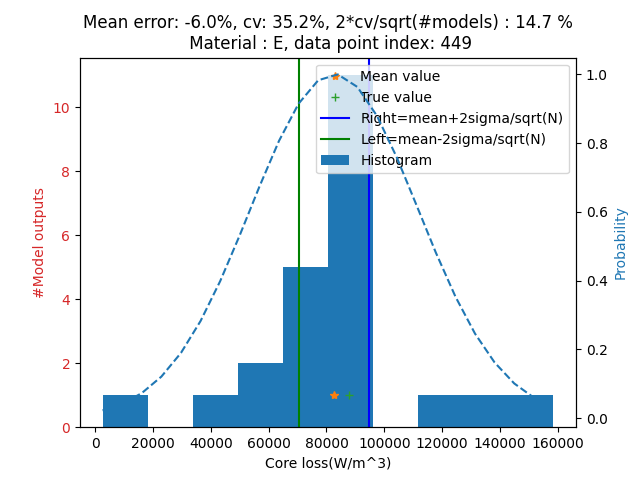 Mean error: -6.0%, cv: 35.2%, 2*cv/sqrt(#models) : 14.7 %
Material : E, data point index: 449
Mean value
True value
Right=mean+2sigma/sqrt(N)
Left=mean-2sigma/sqrt(N)
Histogram
#Model outputs
10
8
6
4
2
0
1.0
0.8
0.6
0.4
0.2
0.0
Probability
0 20000 40000 60000 80000 100000 120000 140000 160000
Core loss(W/m^3)